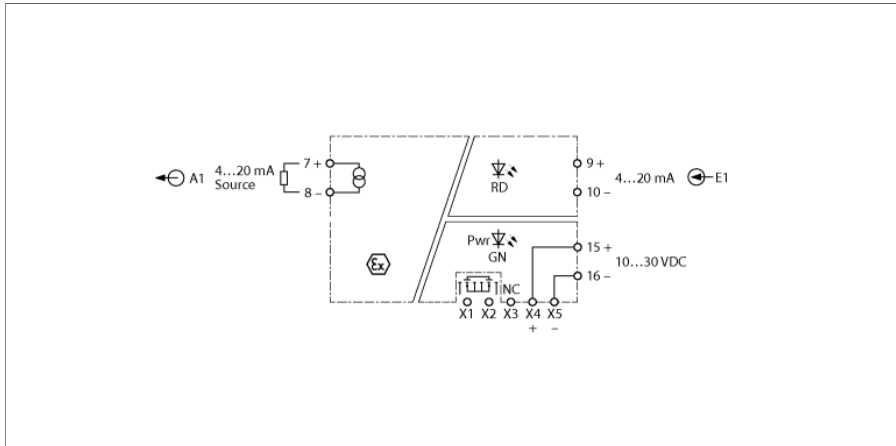 A1
4...20 mA
Source
7 +
8 –
RD
9 +
10 –
4...20 mA
E1
Pwr
GN
15 +
16 –
10...30 VDC
Ex
NC
X1 X2 X3 X4 X5
+ –